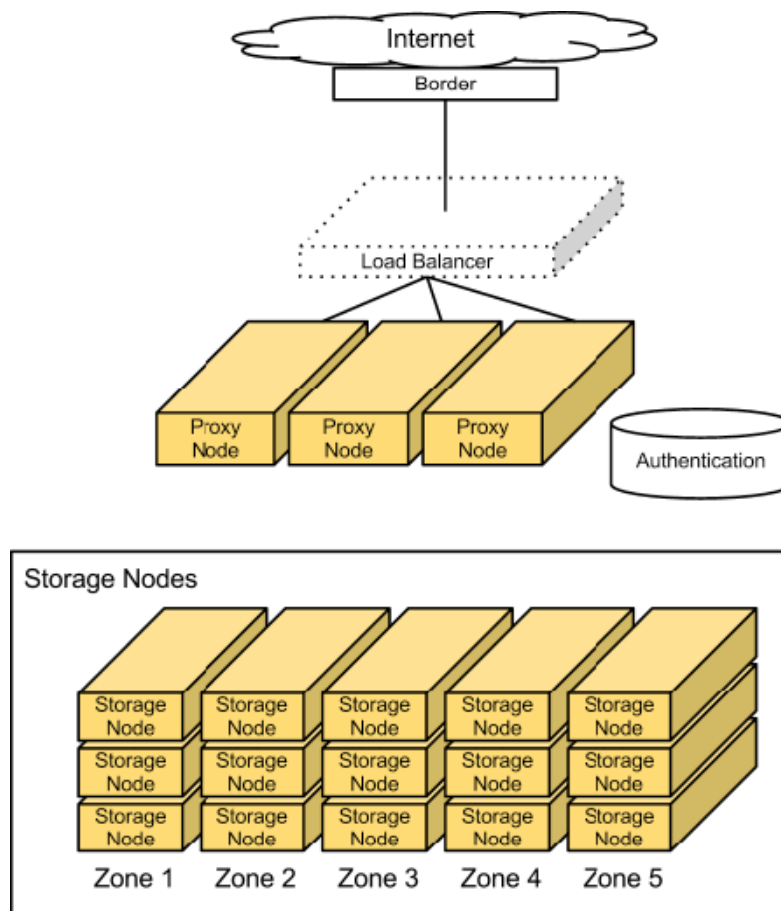 Internet
Border
Load Balancer
Proxy
Node
Proxy
Node
Proxy
Node
Authentication
Storage Nodes
Storage
Node
Storage
Node
Storage
Node
Storage
Node
Storage
Node
Storage
Node
Storage
Node
Storage
Node
Storage
Node
Storage
Node
Storage
Node
Storage
Node
Storage
Node
Storage
Node
Storage
Node
Zone 1
Zone 2
Zone 3
Zone 4
Zone 5